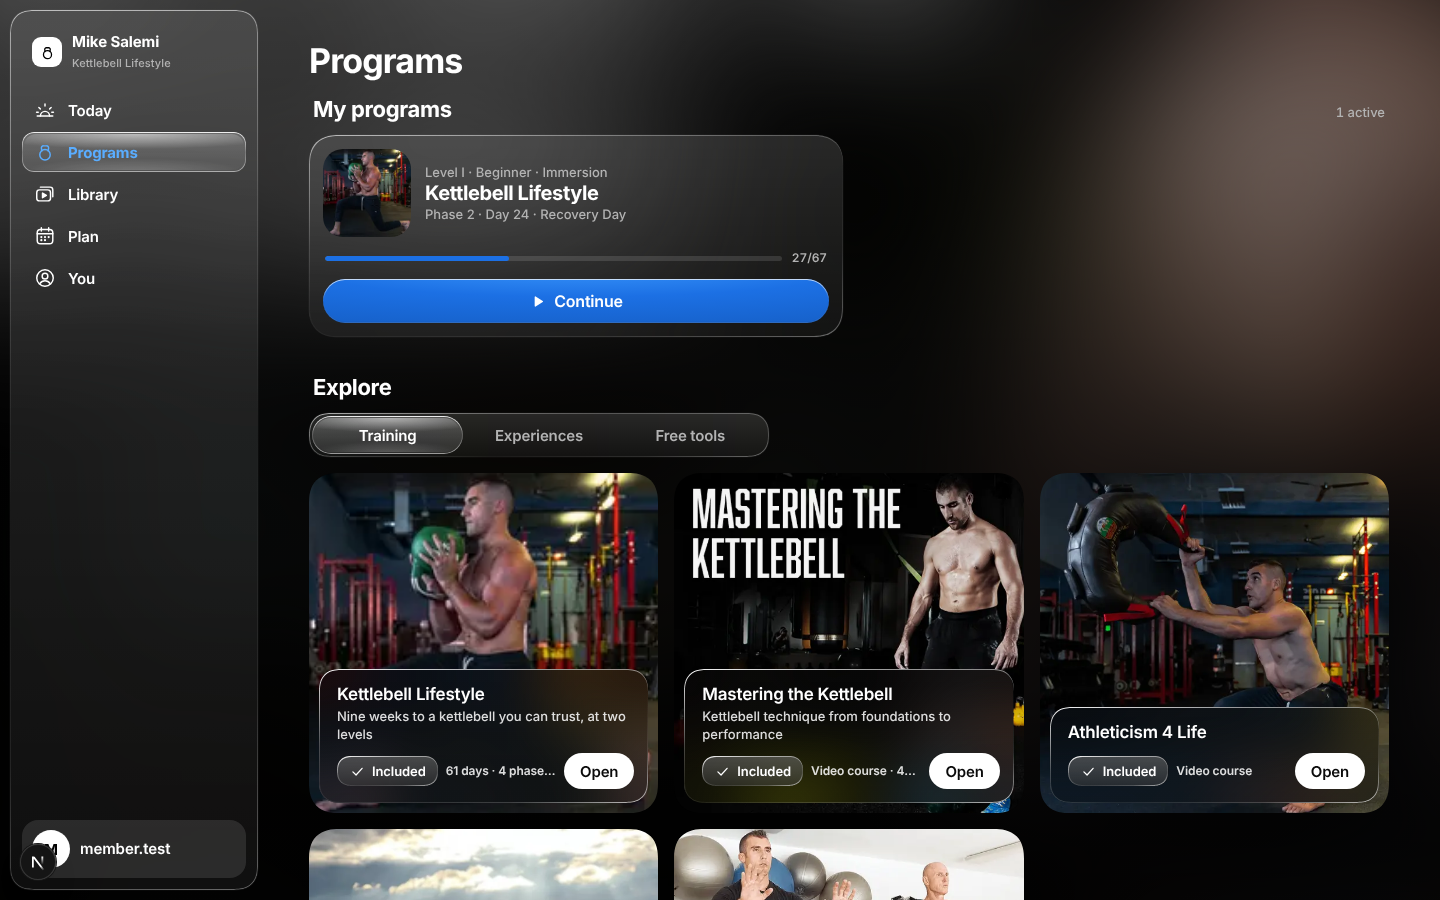 Mike Salemi
Kettlebell Lifestyle
Today
Programs
Library
Plan
You
member.test
N
Programs
My programs
1 active
Level I · Beginner · Immersion
Kettlebell Lifestyle
Phase 2 · Day 24 · Recovery Day
27/67
Continue
Explore
Training
Experiences
Free tools
Kettlebell Lifestyle
Nine weeks to a kettlebell you can trust, at two
levels
Included
61 days · 4 phase...
Open
MASTERING THE
KETTLEBELL
Mastering the Kettlebell
Kettlebell technique from foundations to
performance
Included
Video course · 4...
Open
Athleticism 4 Life
Included
Video course
Open